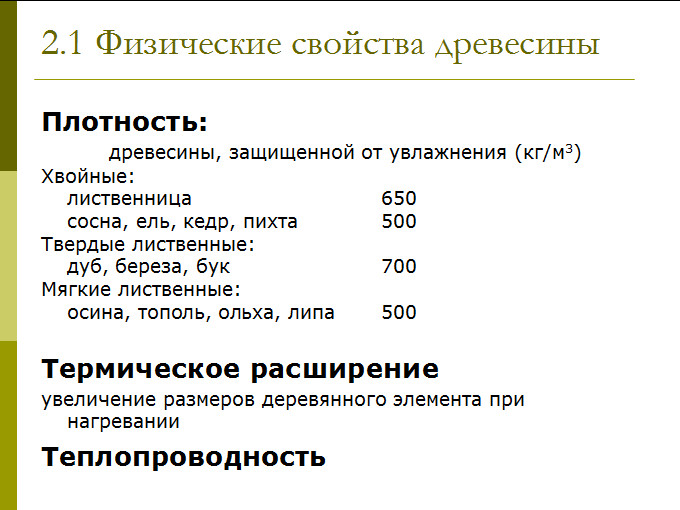 2.1 Физические свойства древесины
Плотность:
древесины, защищенной от увлажнения (кг/м³)
Хвойные:
лиственница 650
сосна, ель, кедр, пихта 500
Твердые лиственные:
дуб, береза, бук 700
Мягкие лиственные:
осина, тополь, ольха, липа 500
Термическое расширение
увеличение размеров деревянного элемента при
нагревании
Теплопроводность